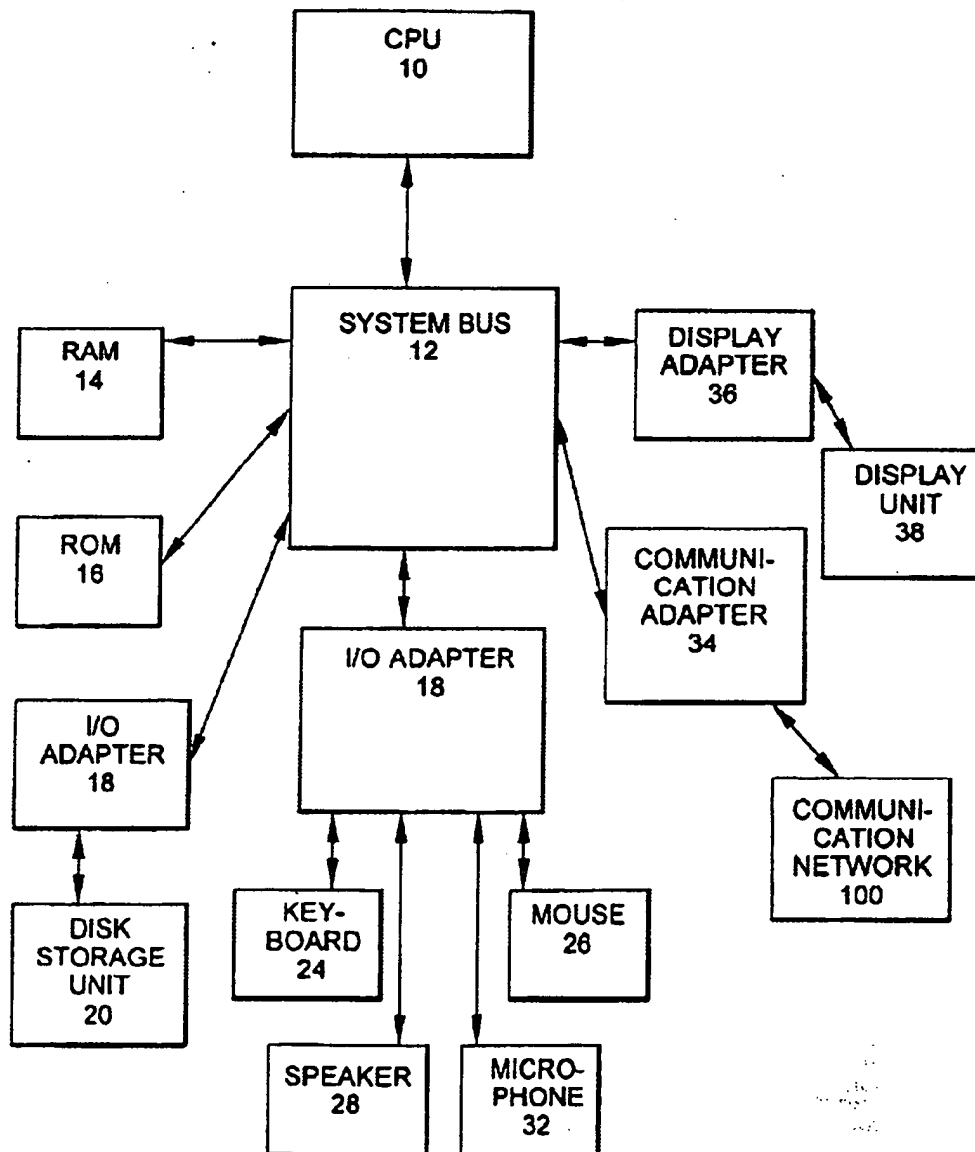 CPU
10
SYSTEM BUS
12
RAM
14
DISPLAY
ADAPTER
36
DISPLAY
UNIT
38
ROM
16
COMMUNI-
CATION
ADAPTER
34
I/O ADAPTER
18
I/O
ADAPTER
18
COMMUNI-
CATION
NETWORK
100
DISK
STORAGE
UNIT
20
KEY-
BOARD
24
MOUSE
26
SPEAKER
28
MICRO-
PHONE
32